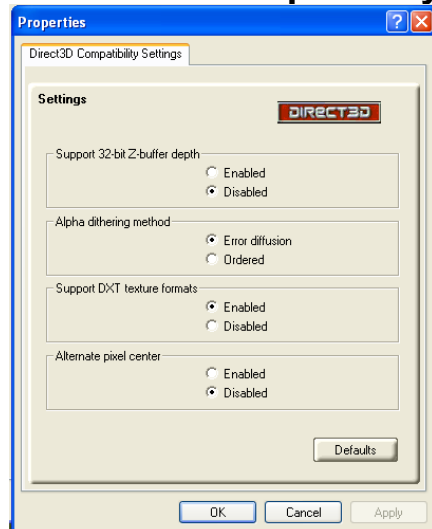 Properties
Direct3D Compatibility Settings
Settings
DIRECT3D
Support 32-bit Z-buffer depth
Enabled
Disabled
Alpha dithering method
Error diffusion
Ordered
Support DXT texture formats
Enabled
Disabled
Alternate pixel center
Enabled
Disabled
Defaults
OK Cancel Apply